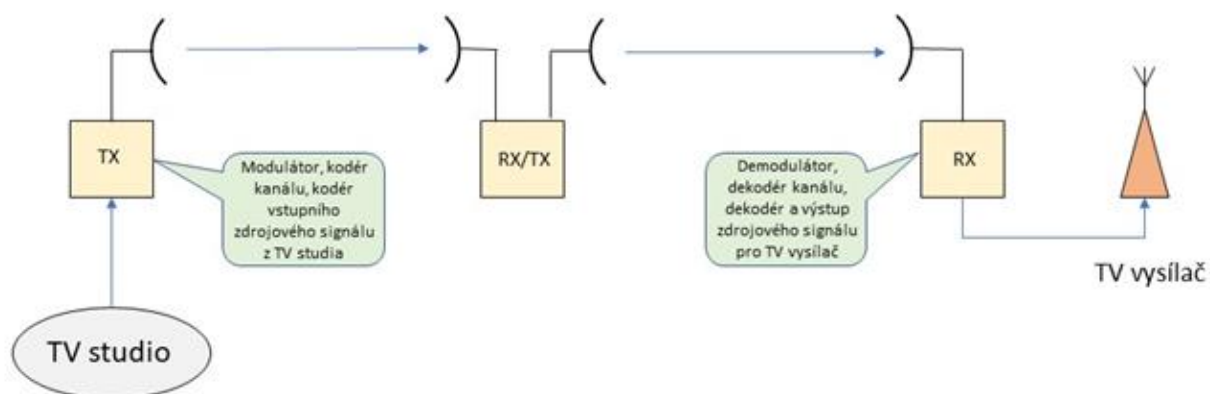 TX
Modulátor, kodér
kanálu, kodér
vstupního
zdrojového signálu
z TV studia
RX/TX
Demodulátor,
dekodér kanálu,
dekodér a výstup
zdrojového signálu
pro TV vysílač
RX
TV vysílač
TV studio